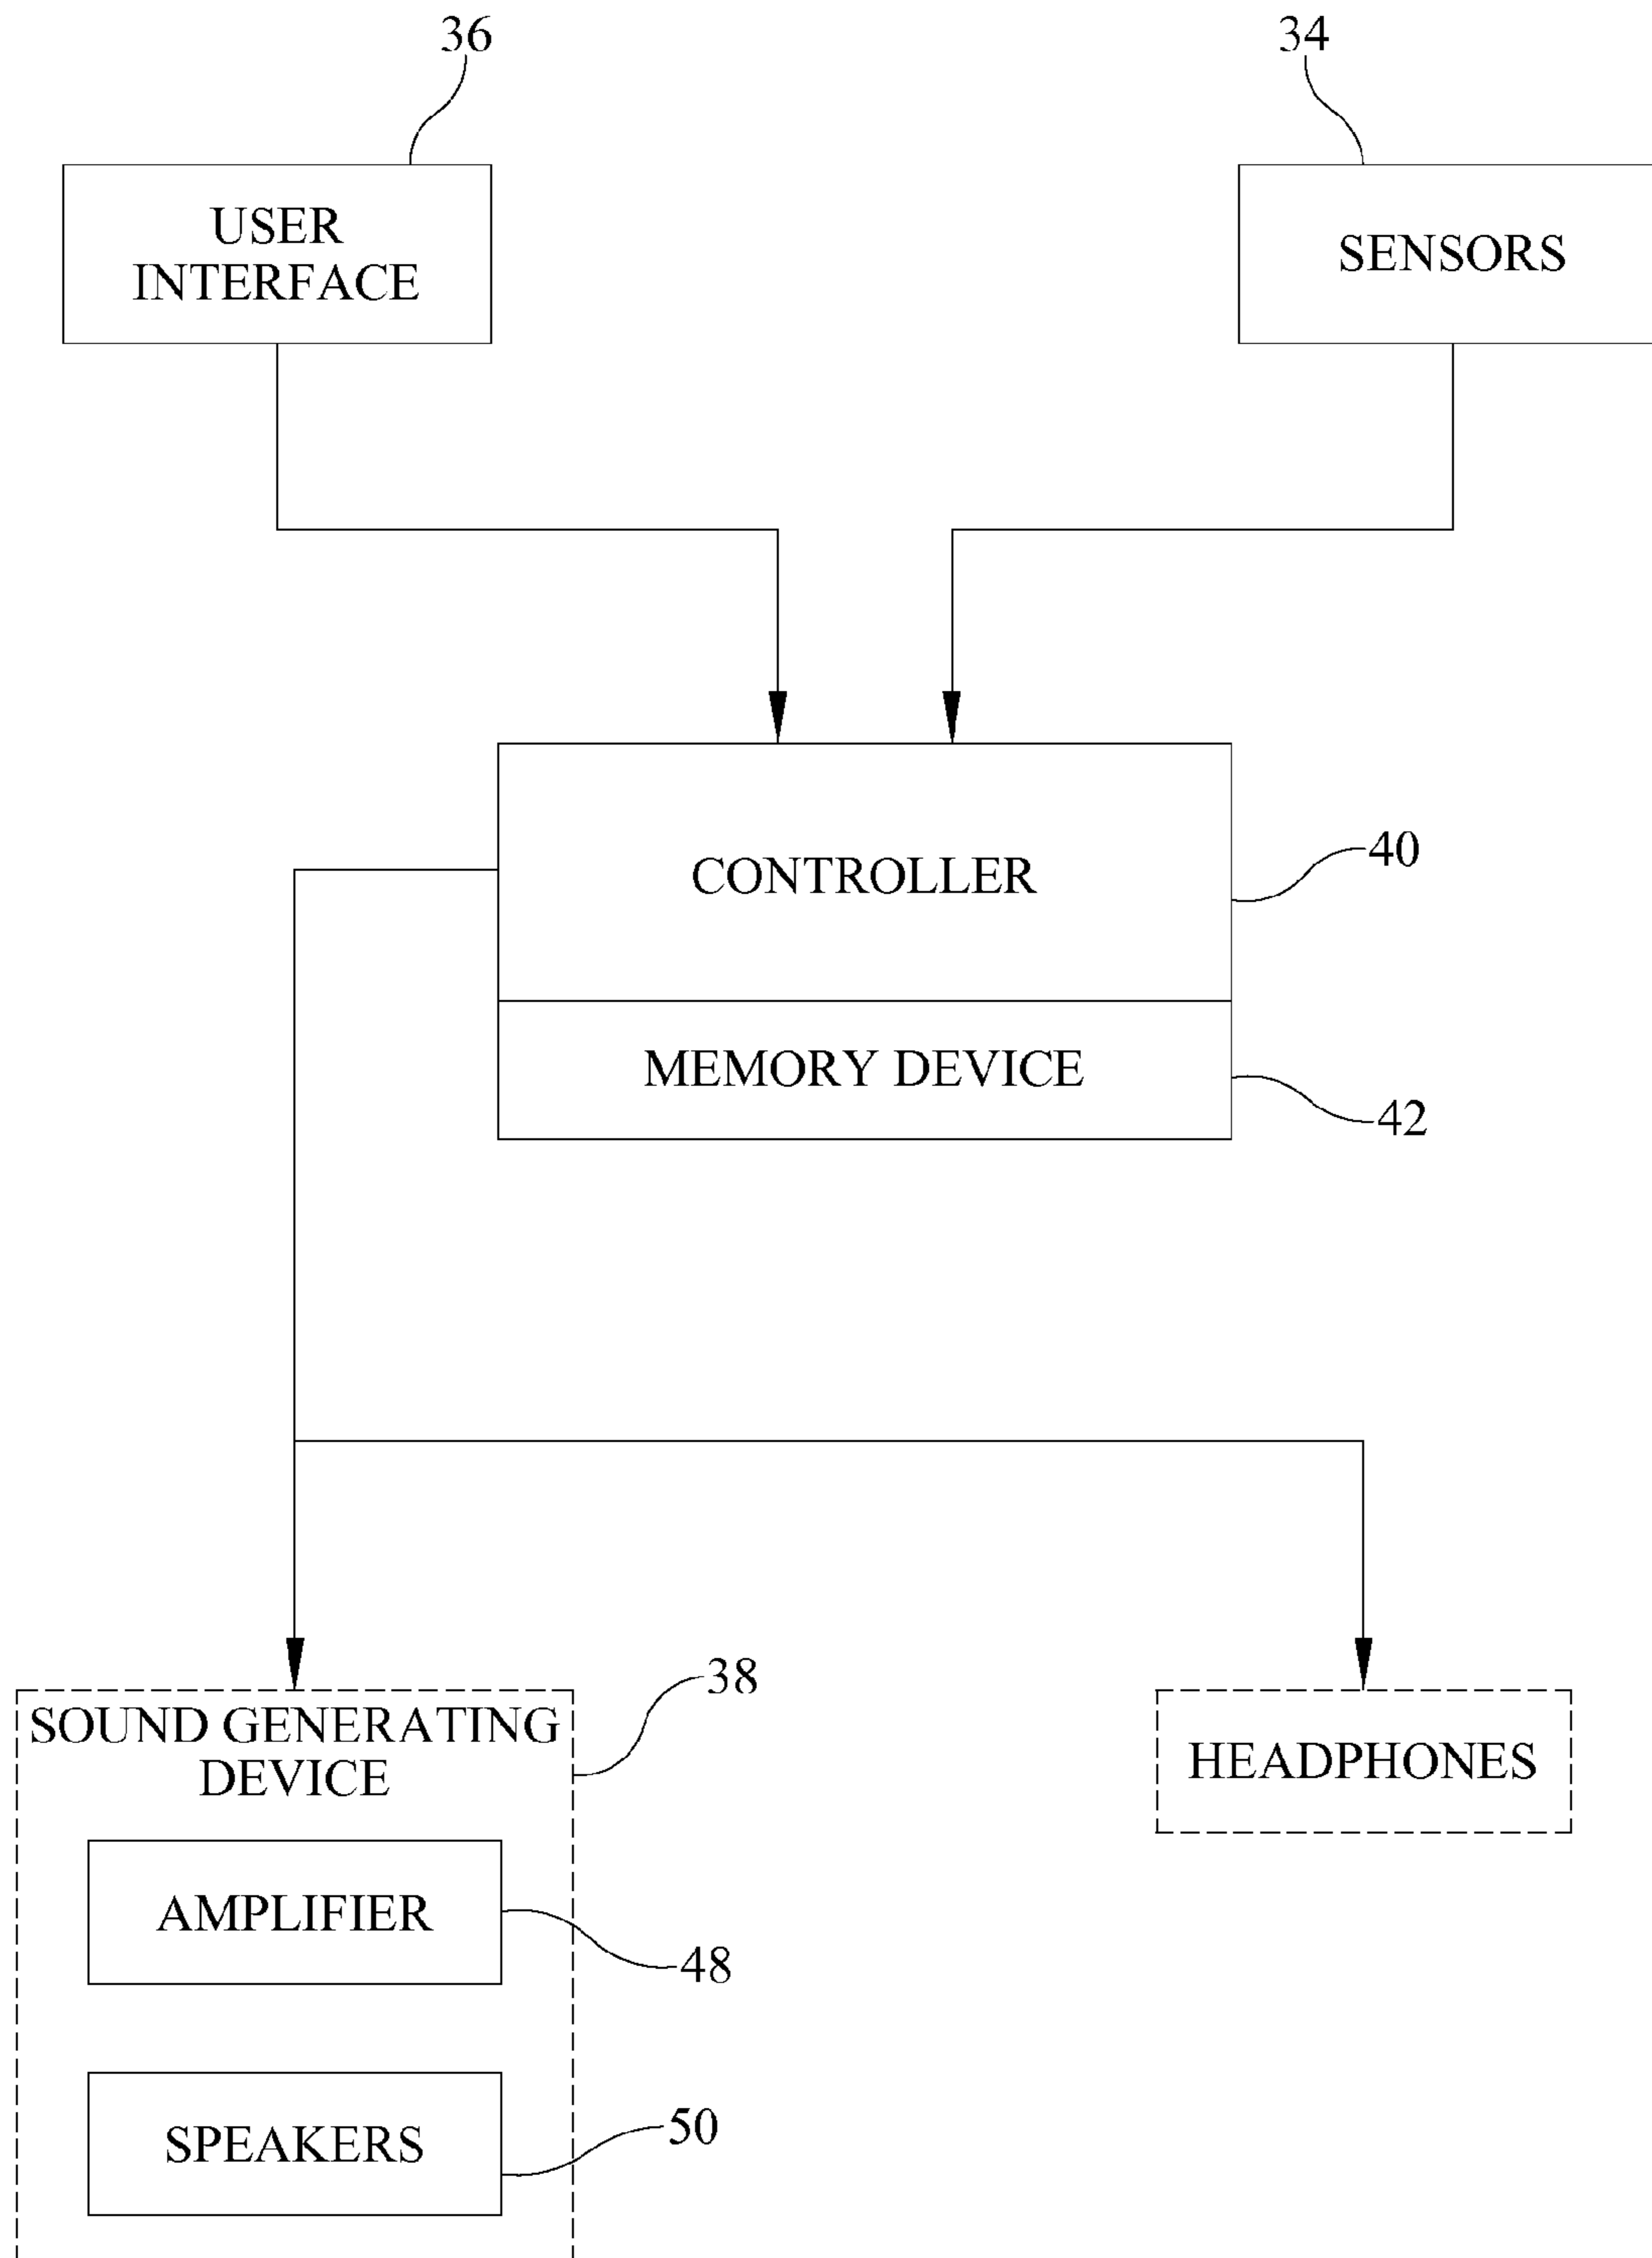 36
34
USER
INTERFACE
SENSORS
CONTROLLER
40
MEMORY DEVICE
42
SOUND GENERATING
DEVICE
38
HEADPHONES
AMPLIFIER
48
SPEAKERS
50